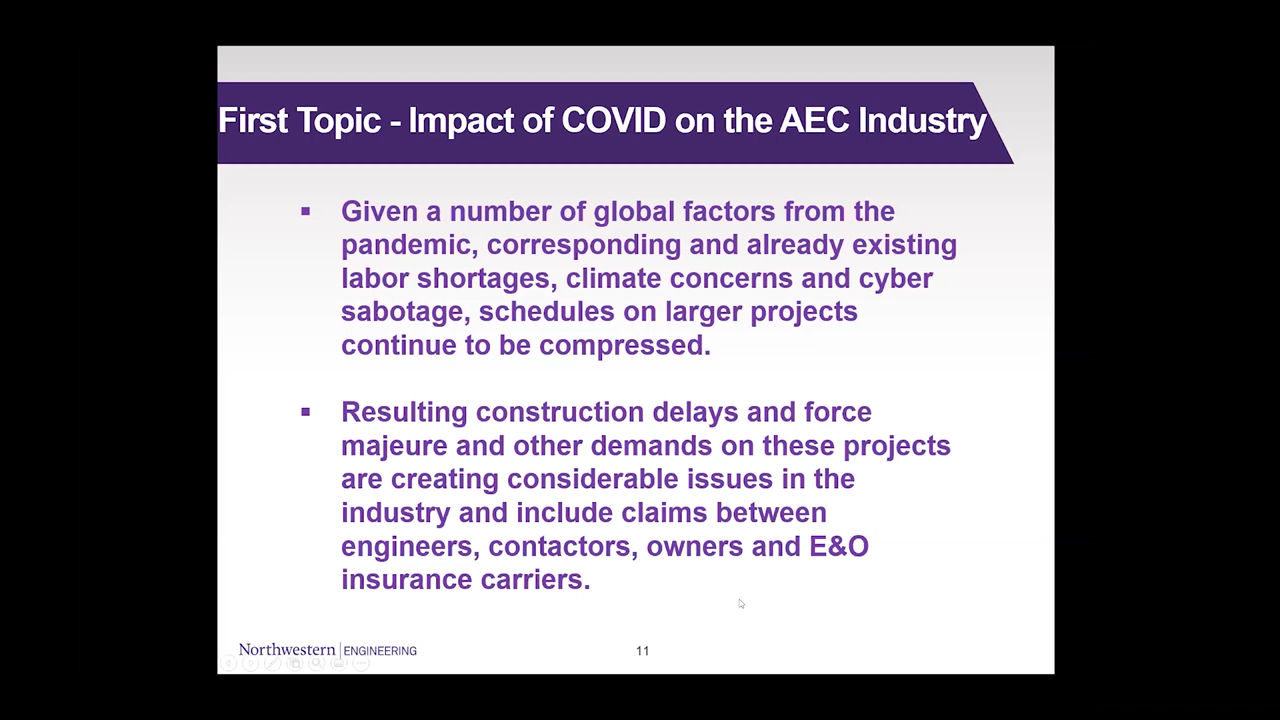 First Topic - Impact of COVID on the AEC Industry
▪ Given a number of global factors from the
pandemic, corresponding and already existing
labor shortages, climate concerns and cyber
sabotage, schedules on larger projects
continue to be compressed.
▪ Resulting construction delays and force
majeure and other demands on these projects
are creating considerable issues in the
industry and include claims between
engineers, contactors, owners and E&O
insurance carriers.
Northwestern | ENGINEERING
11